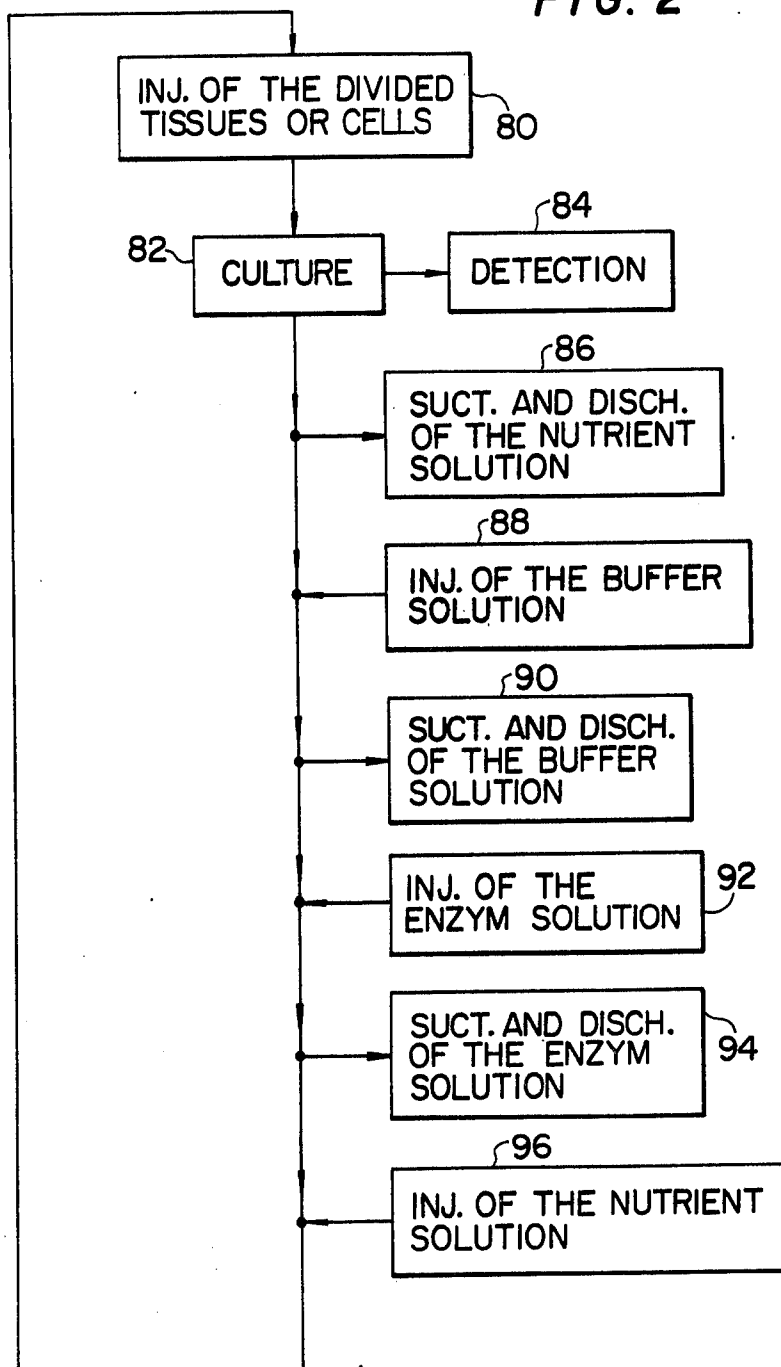 FIG. 2
INJ. OF THE DIVIDED
TISSUES OR CELLS
80
82
CULTURE
84
DETECTION
86
SUCT. AND DISCH.
OF THE NUTRIENT
SOLUTION
88
INJ. OF THE BUFFER
SOLUTION
90
SUCT. AND DISCH.
OF THE BUFFER
SOLUTION
INJ. OF THE
ENZYM SOLUTION
92
SUCT. AND DISCH.
OF THE ENZYM
SOLUTION
94
96
INJ. OF THE NUTRIENT
SOLUTION